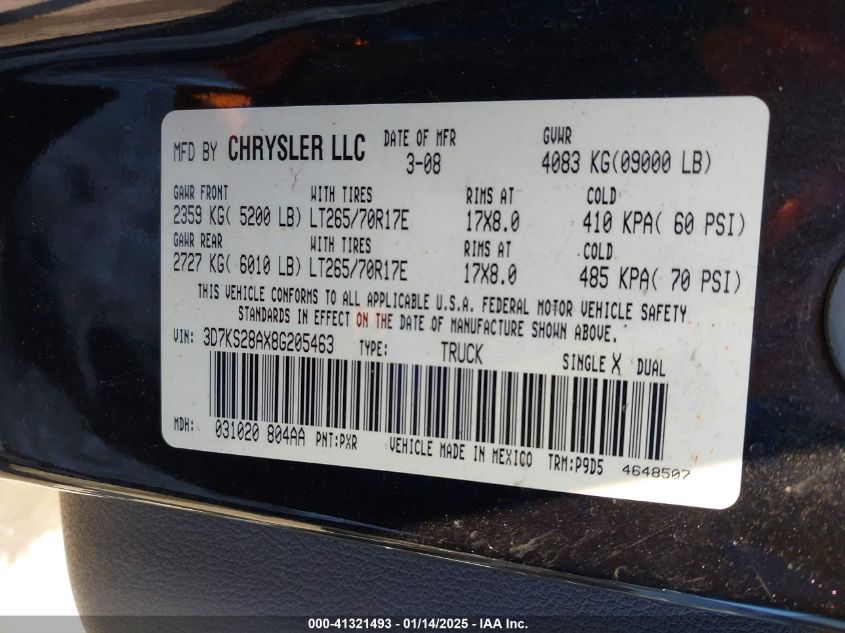 MFD BY CHRYSLER LLC DATE OF MFR 3-08 GVWR 4083 KG(09000 LB)
GAWR FRONT WITH TIRES RIMS AT COLD
2359 KG( 5200 LB) LT265/70R17E 17X8.0 410 KPA( 60 PSI)
GAWR REAR WITH TIRES RIMS AT COLD
2727 KG( 6010 LB) LT265/70R17E 17X8.0 485 KPA( 70 PSI)
THIS VEHICLE CONFORMS TO ALL APPLICABLE U.S.A. FEDERAL MOTOR VEHICLE SAFETY
STANDARDS IN EFFECT ON THE DATE OF MANUFACTURE SHOWN ABOVE.
VIN: 3D7KS28AX8G205463 TYPE: TRUCK SINGLE X DUAL
MDH: 031020 804AA PNT:PXR VEHICLE MADE IN MEXICO TRM:P9D5 4648507
000-41321493 - 01/14/2025 - IAA Inc.